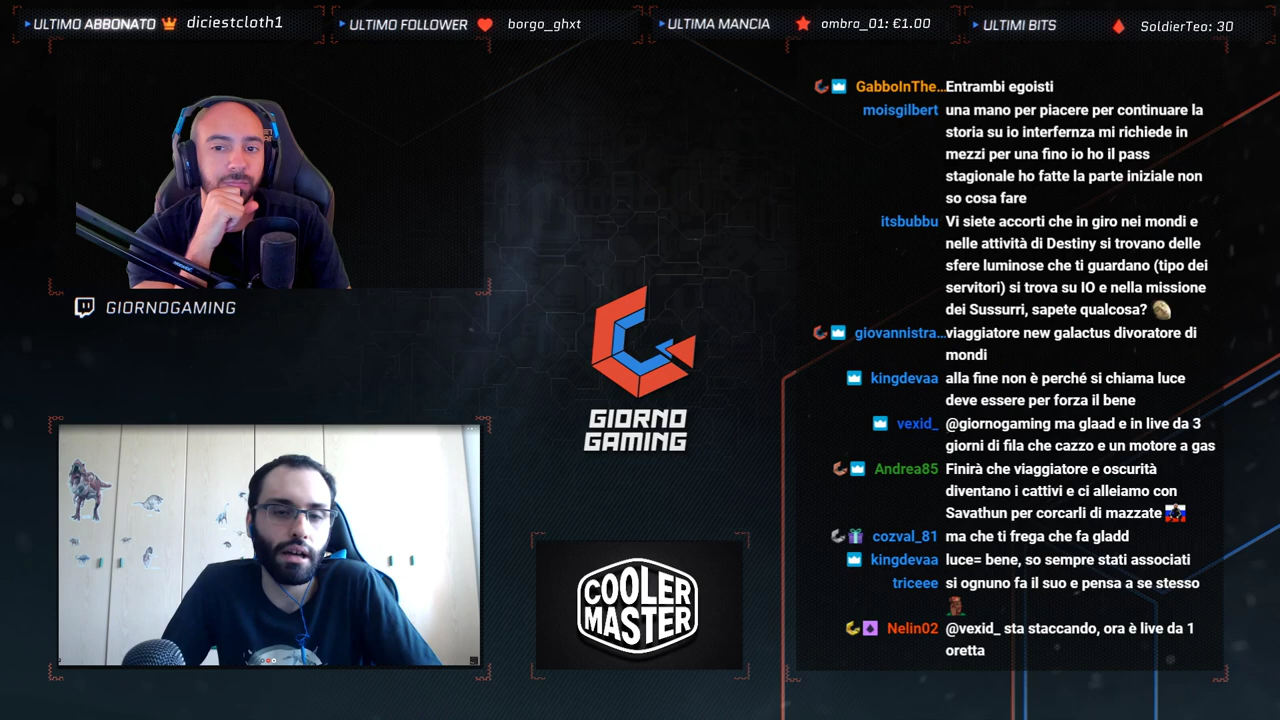 ULTIMO ABBONATO diciestcloth1
ULTIMO FOLLOWER borgo_ghxt
ULTIMA MANCIA ombra_01: €1.00
ULTIMI BITS SoldierTea: 30
GIORNOGAMING
GIORNO
GAMING
COOLER
MASTER
GabboInThe... Entrambi egoisti
moisgilbert una mano per piacere per continuare la
storia su io interfernza mi richiede in
mezzi per una fino io ho il pass
stagionale ho fatte la parte iniziale non
so cosa fare
itsbubbu Vi siete accorti che in giro nei mondi e
nelle attività di Destiny si trovano delle
sfere luminose che ti guardano (tipo dei
servitori) si trova su IO e nella missione
dei Sussurri, sapete qualcosa?
giovannistra... viaggiatore new galactus divoratore di
mondi
kingdevaa alla fine non è perché si chiama luce
deve essere per forza il bene
vexid_ @giornogaming ma glaad e in live da 3
giorni di fila che cazzo e un motore a gas
Andrea85 Finirà che viaggiatore e oscurità
diventano i cattivi e ci alleiamo con
Savathun per corcarli di mazzate
cozval_81 ma che ti frega che fa gladd
kingdevaa luce= bene, so sempre stati associati
triceee si ognuno fa il suo e pensa a se stesso
Nelin02 @vexid_ sta staccando, ora è live da 1
oretta